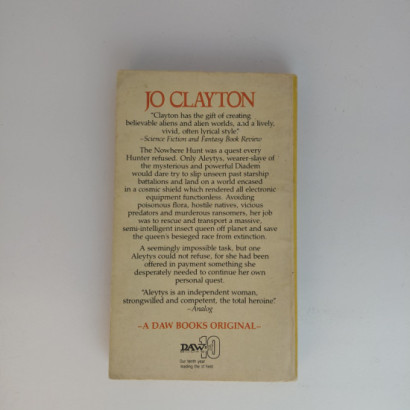 JO CLAYTON
"Clayton has the gift of creating
believable aliens and alien worlds, and a lively,
vivid, often lyrical style"
–Science Fiction and Fantasy Book Review
The Nowhere Hunt was a quest every
Hunter refused. Only Aleytys, wearer-slave of
the mysterious and powerful Diadem
would dare try to slip unseen past starship
battalions and land on a world encased
in a cosmic shield which rendered all electronic
equipment functionless. Avoiding
poisonous flora, hostile natives, vicious
predators and murderous ransomers, her job
was to rescue and transport a massive,
semi-intelligent insect queen off planet and save
the queen's besieged race from extinction.
A seemingly impossible task, but one
Aleytys could not refuse, for she had been
offered in payment something she
desperately needed to continue her own
personal quest.
"Aleytys is an independent woman,
strongwilled and competent, the total heroine".
–Analog
–A DAW BOOKS ORIGINAL–
DAW 10
Our tenth year
leading the sf field